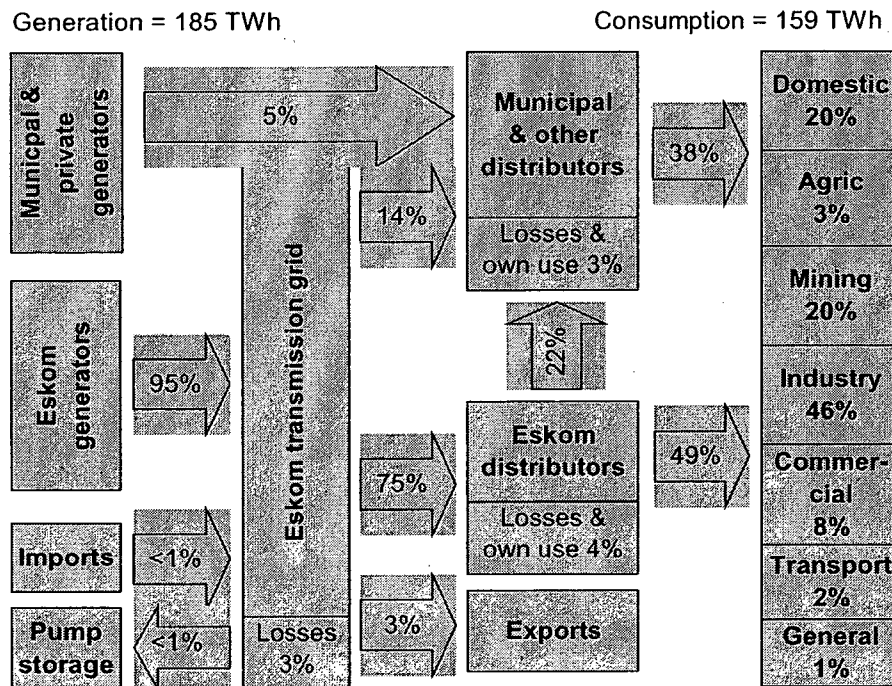 Generation = 185 TWh
Consumption = 159 TWh
Municpal &
private
generators
5%
Municipal
& other
distributors
Losses &
own use 3%
38%
14%
Eskom
generators
95%
Eskom transmission grid
Losses
3%
22%
75%
Eskom
distributors
Losses &
own use 4%
49%
Imports
<1%
Pump
storage
<1%
3%
Exports
Domestic
20%
Agric
3%
Mining
20%
Industry
46%
Commer-
cial
8%
Transport
2%
General
1%